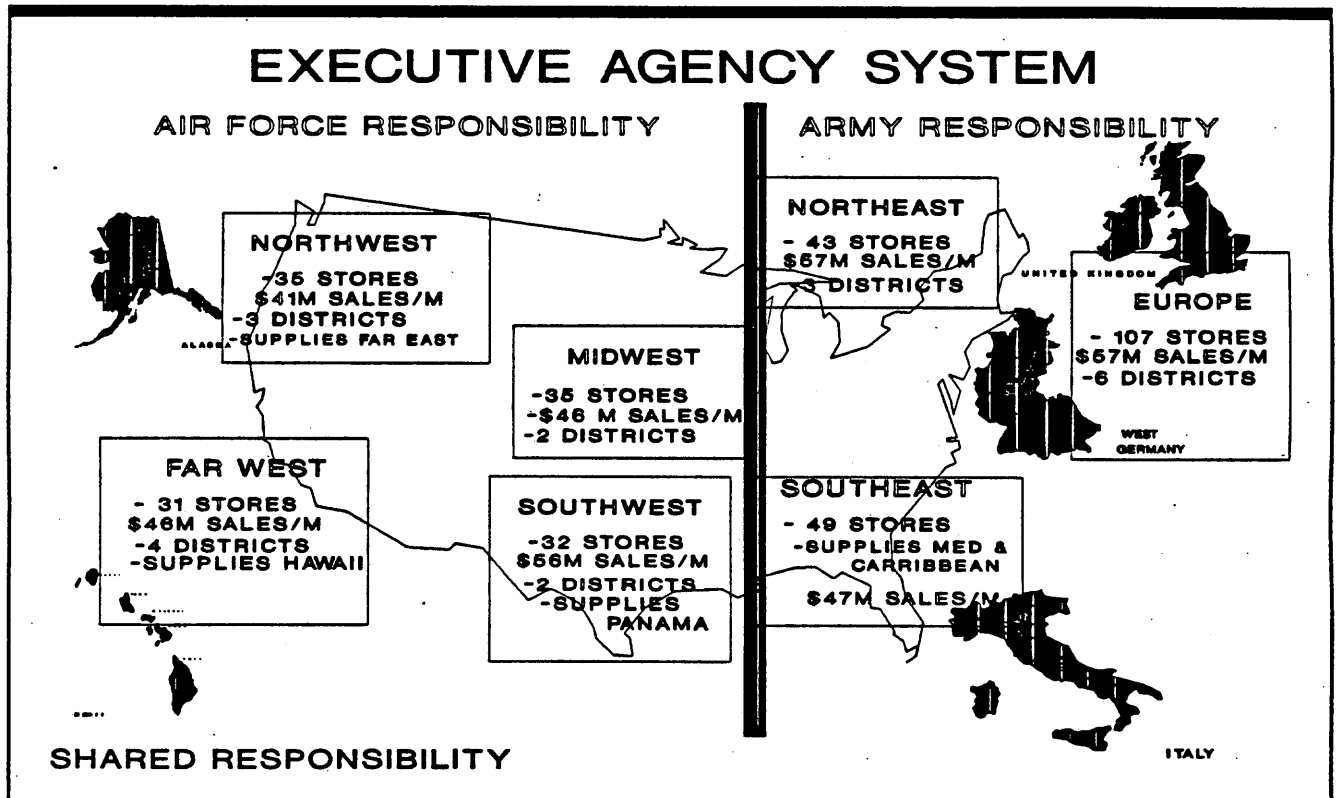 EXECUTIVE AGENCY SYSTEM
AIR FORCE RESPONSIBILITY
ARMY RESPONSIBILITY
NORTHWEST
-35 STORES
$41M SALES/M
-3 DISTRICTS
-SUPPLIES FAR EAST
ALASKA
MIDWEST
-35 STORES
-$46 M SALES/M
-2 DISTRICTS
FAR WEST
- 31 STORES
$46M SALES/M
-4 DISTRICTS
-SUPPLIES HAWAII
SOUTHWEST
-32 STORES
$56M SALES/M
-2 DISTRICTS
-SUPPLIES
PANAMA
NORTHEAST
- 43 STORES
$57M SALES/M
-3 DISTRICTS
UNITED KINGDOM
EUROPE
- 107 STORES
$57M SALES/M
-6 DISTRICTS
WEST
GERMANY
SOUTHEAST
- 49 STORES
-SUPPLIES MED &
CARRIBBEAN
$47M SALES/M
ITALY
SHARED RESPONSIBILITY